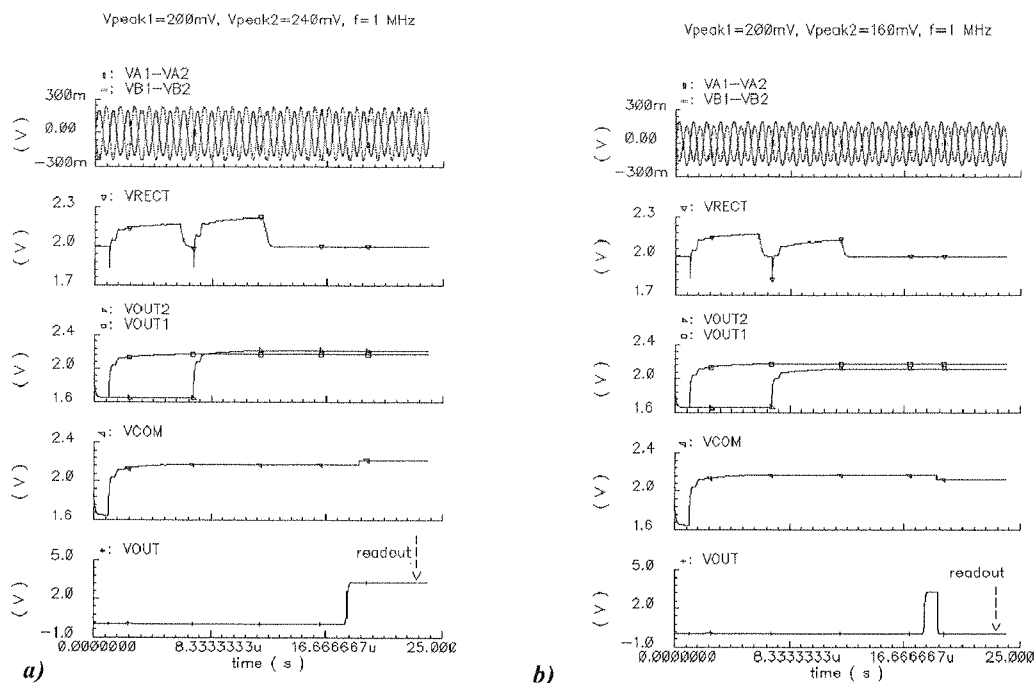 Vpeak1=200mV, Vpeak2=240mV, f=1 MHz
▯: VA1-VA2
▫: VB1-VB2
300m
0.00
-300m
(V)
▿: VRECT
2.3
2.0
1.7
(V)
▹: VOUT2
□: VOUT1
2.4
2.0
1.6
(V)
◃: VCOM
2.4
2.0
1.6
(V)
+: VOUT
readout
5.0
2.0
-1.0
(V)
0.0000000
8.3333333u
16.666667u
25.000
time (s)
a)
Vpeak1=200mV, Vpeak2=160mV, f=1 MHz
▯: VA1-VA2
▫: VB1-VB2
300m
0.00
-300m
(V)
▿: VRECT
2.3
2.0
1.7
(V)
▹: VOUT2
□: VOUT1
2.4
2.0
1.6
(V)
◃: VCOM
2.4
2.0
1.6
(V)
+: VOUT
readout
5.0
2.0
-1.0
(V)
0.0000000
8.3333333u
16.666667u
25.000
time (s)
b)